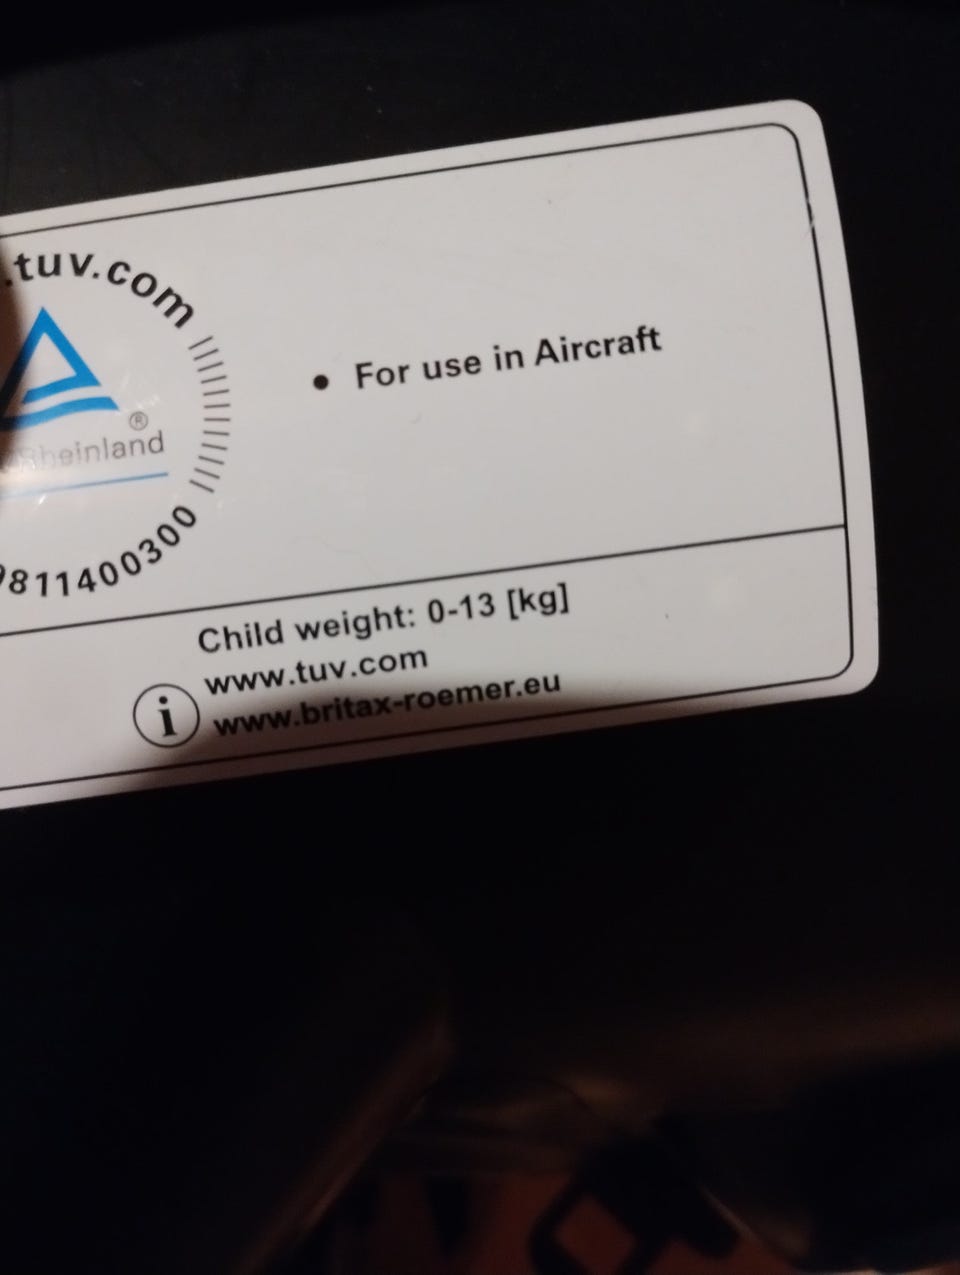 .tuv.com
®
Rheinland
811400300
• For use in Aircraft
Child weight: 0-13 [kg]
www.tuv.com
i
www.britax-roemer.eu